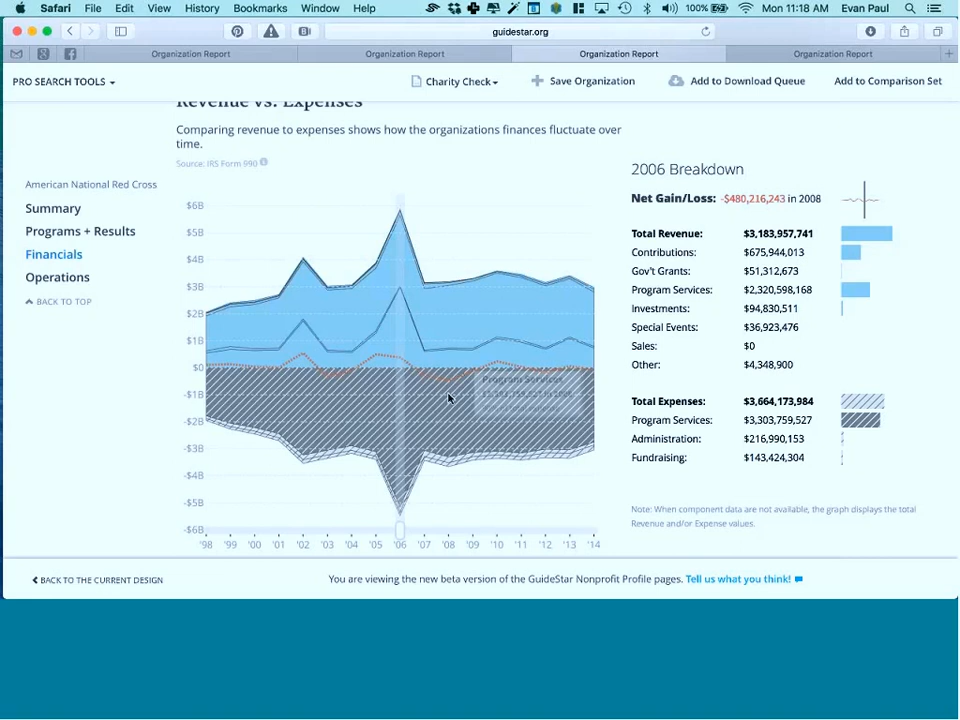 Safari File Edit View History Bookmarks Window Help 100% Mon 11:18 AM Evan Paul
guidestar.org
Organization Report Organization Report Organization Report Organization Report
PRO SEARCH TOOLS Charity Check Save Organization Add to Download Queue Add to Comparison Set
Revenue vs. Expenses
Comparing revenue to expenses shows how the organizations finances fluctuate over
time.
Source: IRS Form 990
American National Red Cross
Summary
Programs + Results
Financials
Operations
BACK TO TOP
$6B
$5B
$4B
$3B
$2B
$1B
$0
-$1B
-$2B
-$3B
-$4B
-$5B
-$6B
'98 '99 '00 '01 '02 '03 '04 '05 '06 '07 '08 '09 '10 '11 '12 '13 '14
Program Services
2006 Breakdown
Net Gain/Loss: -$480,216,243 in 2008
Total Revenue: $3,183,957,741
Contributions: $675,944,013
Gov't Grants: $51,312,673
Program Services: $2,320,598,168
Investments: $94,830,511
Special Events: $36,923,476
Sales: $0
Other: $4,348,900
Total Expenses: $3,664,173,984
Program Services: $3,303,759,527
Administration: $216,990,153
Fundraising: $143,424,304
Note: When component data are not available, the graph displays the total
Revenue and/or Expense values.
BACK TO THE CURRENT DESIGN You are viewing the new beta version of the GuideStar Nonprofit Profile pages. Tell us what you think!